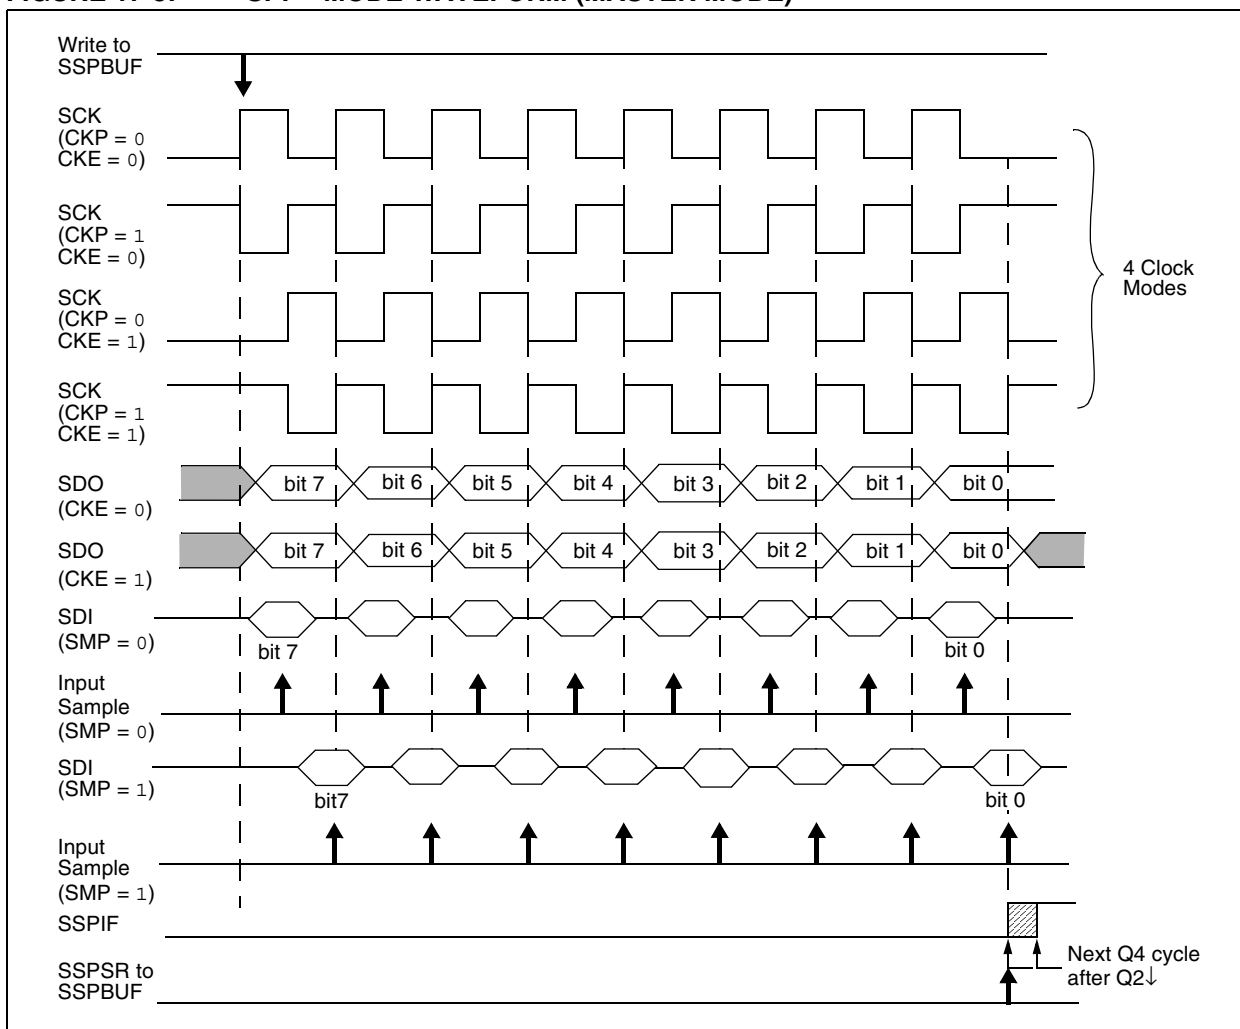 Write to
SSPBUF
SCK
(CKP = 0
CKE = 0)
SCK
(CKP = 1
CKE = 0)
4 Clock
Modes
SCK
(CKP = 0
CKE = 1)
SCK
(CKP = 1
CKE = 1)
SDO
(CKE = 0)
bit 7 bit 6 bit 5 bit 4 bit 3 bit 2 bit 1 bit 0
SDO
(CKE = 1)
bit 7 bit 6 bit 5 bit 4 bit 3 bit 2 bit 1 bit 0
SDI
(SMP = 0)
bit 7 bit 0
Input
Sample
(SMP = 0)
SDI
(SMP = 1)
bit7 bit 0
Input
Sample
(SMP = 1)
SSPIF
Next Q4 cycle
after Q2↓
SSPSR to
SSPBUF